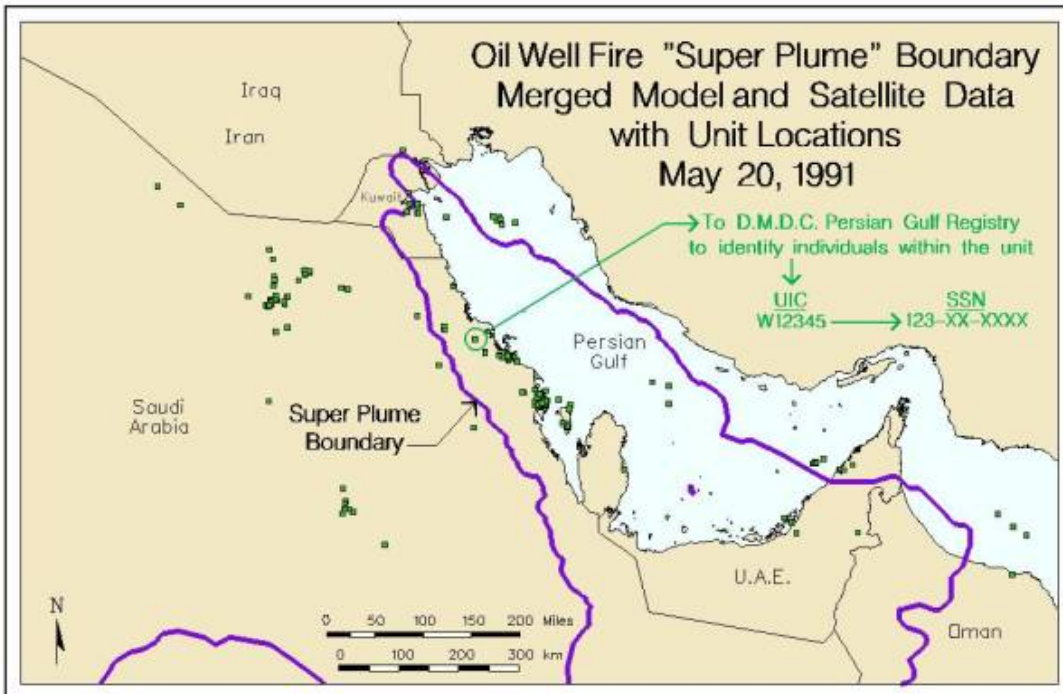 Oil Well Fire "Super Plume" Boundary
Merged Model and Satellite Data
with Unit Locations
May 20, 1991
To D.M.D.C. Persian Gulf Registry
to identify individuals within the unit
UIC
W12345
SSN
123-XX-XXXX
Iraq
Iran
Kuwait
Persian
Gulf
Saudi
Arabia
Super Plume
Boundary
U.A.E.
Oman
N
0 50 100 150 200 Miles
0 100 200 300 km